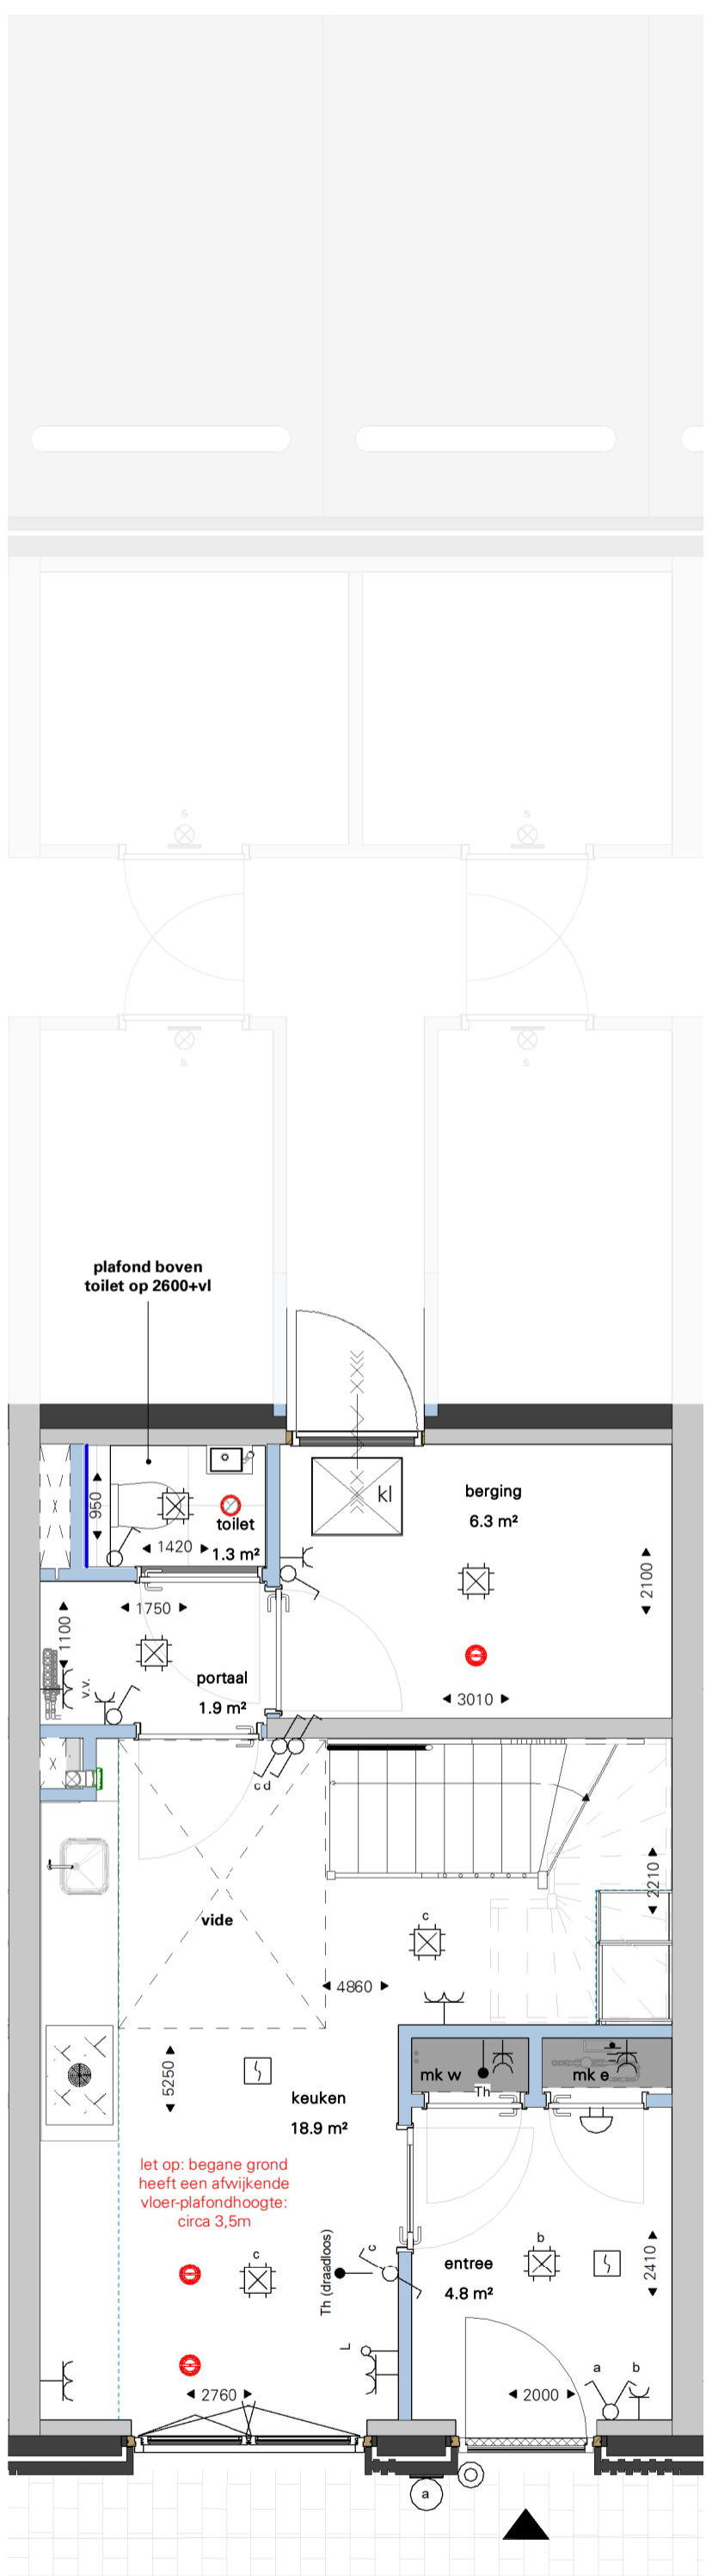 s
s
s
s
plafond boven
toilet op 2600+vl
950
toilet
1420
1.3 m²
kl
berging
6.3 m²
2100
1750
1100
v.v.
portaal
1.9 m²
3010
c d
vide
c
2210
4860
5250
keuken
18.9 m²
mk w
Th
mk e
let op: begane grond
heeft een afwijkende
vloer-plafondhoogte:
circa 3,5m
Th (draadloos)
c
c
entree
4.8 m²
b
2410
L
2760
2000
a
b
a